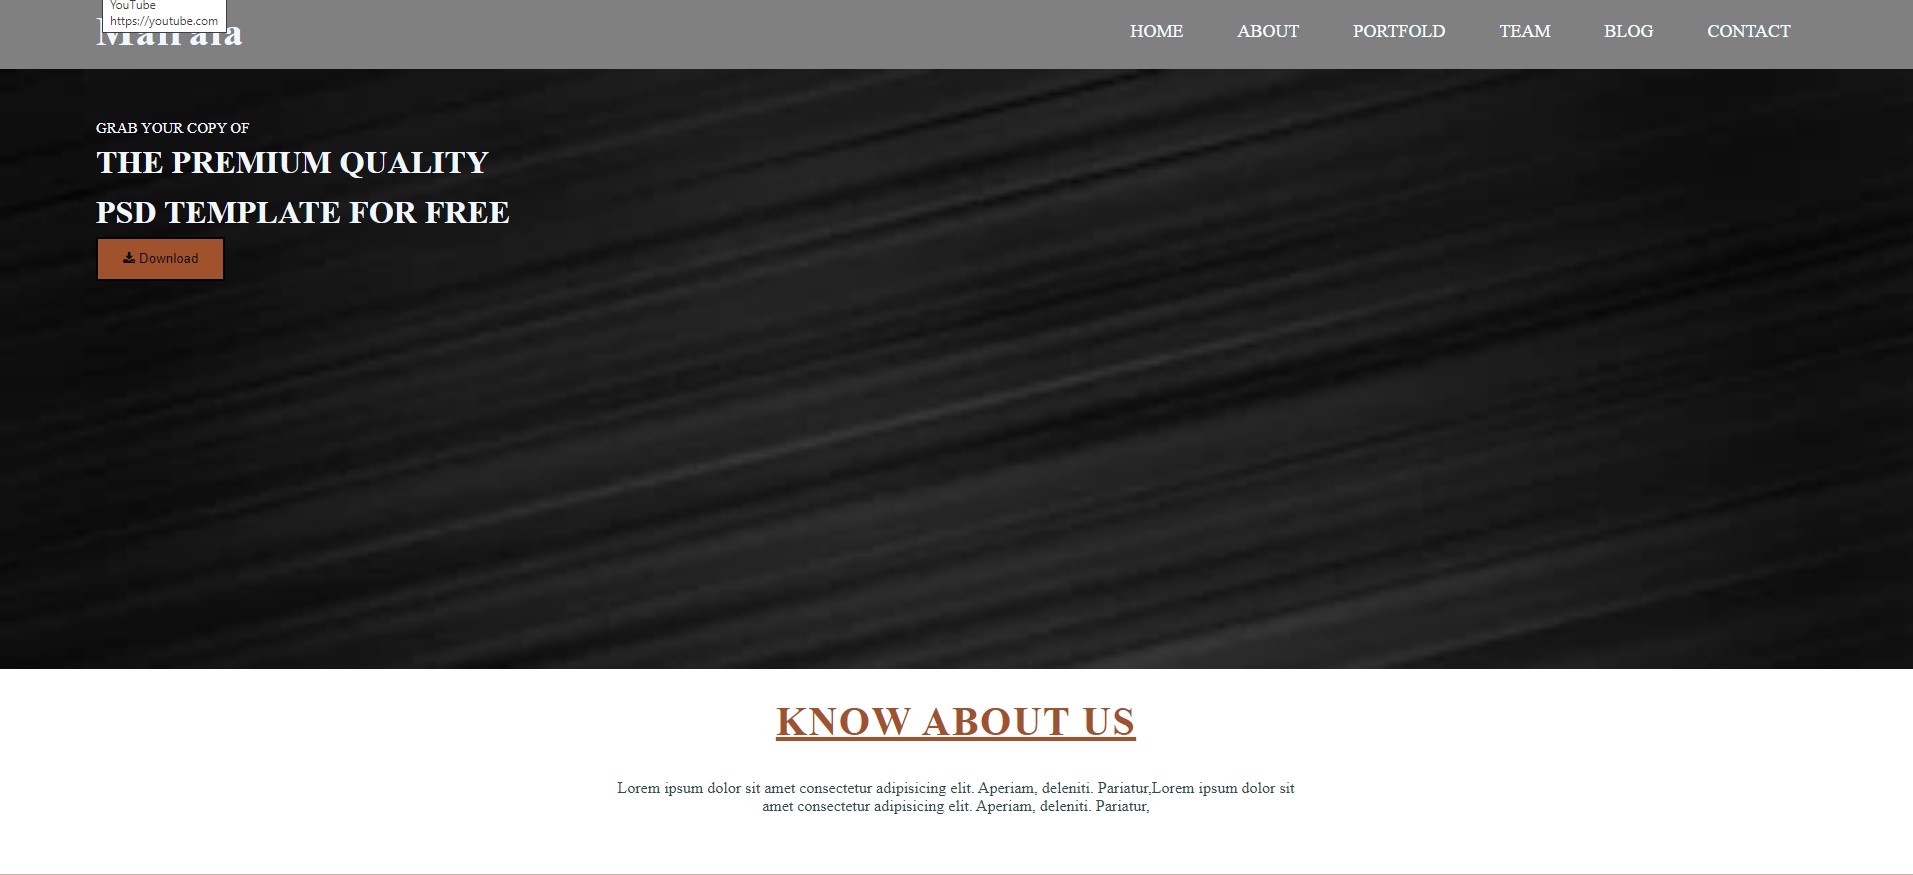 YouTube
https://youtube.com
HOME ABOUT PORTFOLD TEAM BLOG CONTACT
GRAB YOUR COPY OF
THE PREMIUM QUALITY
PSD TEMPLATE FOR FREE
Download
KNOW ABOUT US
Lorem ipsum dolor sit amet consectetur adipisicing elit. Aperiam, deleniti. Pariatur,Lorem ipsum dolor sit
amet consectetur adipisicing elit. Aperiam, deleniti. Pariatur,